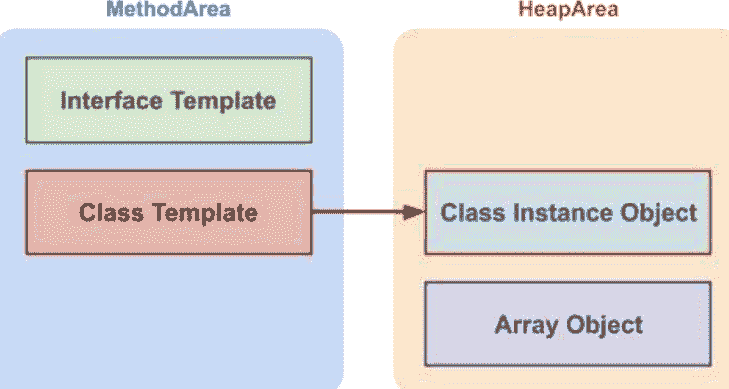 MethodArea
HeapArea
Interface Template
Class Template
Class Instance Object
Array Object